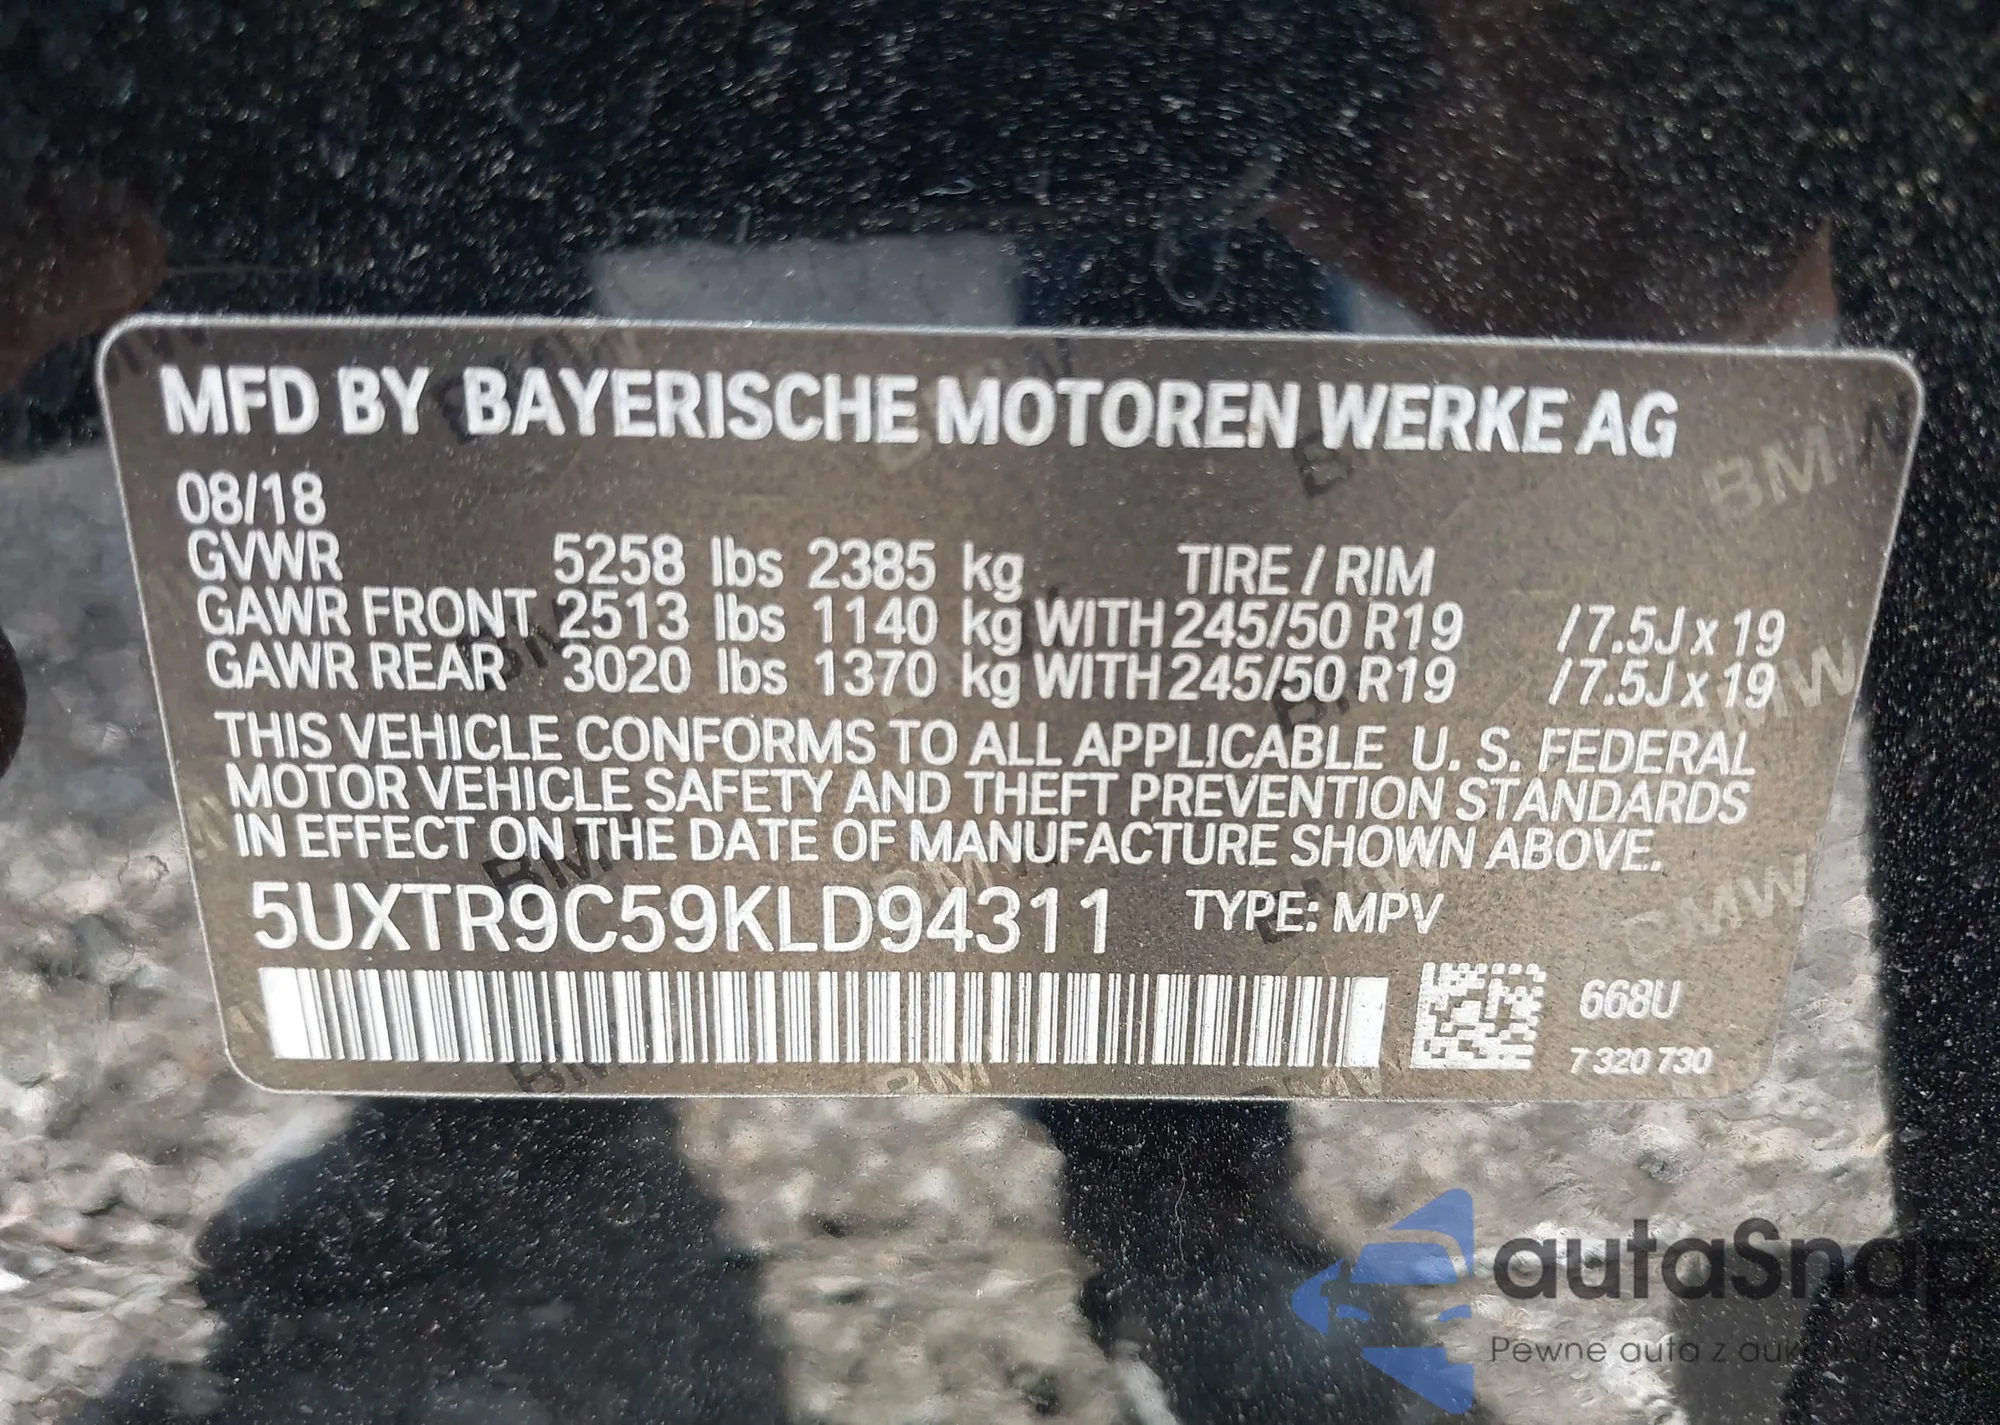 MFD BY BAYERISCHE MOTOREN WERKE AG
08/18
GVWR 5258 lbs 2385 kg TIRE / RIM
GAWR FRONT 2513 lbs 1140 kg WITH 245/50 R19 /7.5J x 19
GAWR REAR 3020 lbs 1370 kg WITH 245/50 R19 /7.5J x 19
THIS VEHICLE CONFORMS TO ALL APPLICABLE U. S. FEDERAL
MOTOR VEHICLE SAFETY AND THEFT PREVENTION STANDARDS
IN EFFECT ON THE DATE OF MANUFACTURE SHOWN ABOVE.
5UXTR9C59KLD94311 TYPE: MPV
668U
7 320 730
autaSnap
Pewne auta z